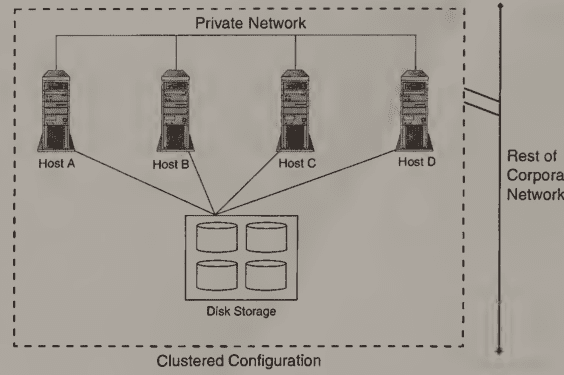 Private Network
Host A
Host B
Host C
Host D
Rest of
Corpora
Network
Disk Storage
Clustered Configuration